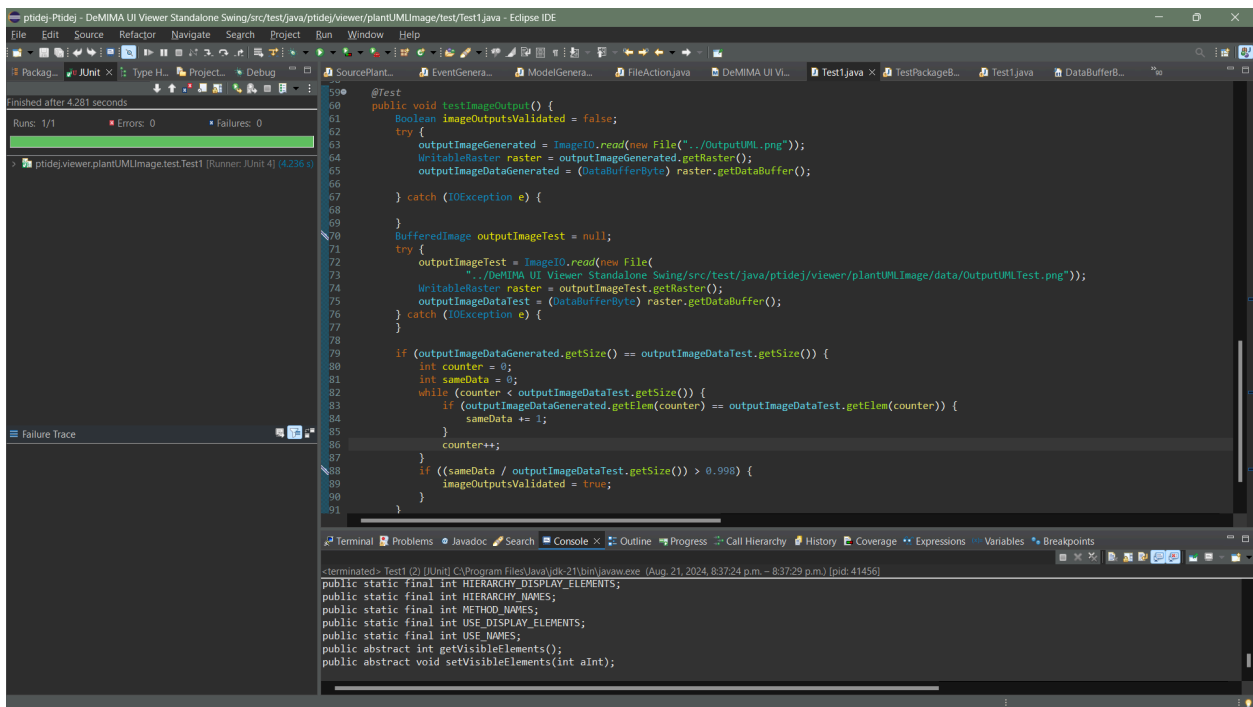 ptidej-Ptidej - DeMIMA UI Viewer Standalone Swing/src/test/java/ptidej/viewer/plantUMLImage/test/Test1.java - Eclipse IDE
File Edit Source Refactor Navigate Search Project Run Window Help
Packag... JUnit Type H... Project... Debug
SourcePlant... EventGenera... ModelGenera... FileAction.java DeMIMA UI Vi... Test1.java TestPackageB... Test1.java DataBufferB... 
Finished after 4.281 seconds
Runs: 1/1 Errors: 0 Failures: 0
ptidej.viewer.plantUMLImage.test.Test1 [Runner: JUnit 4] (4.236 s)
Failure Trace
59 @Test
60 public void testImageOutput() {
61 Boolean imageOutputsValidated = false;
62 try {
63 outputImageGenerated = ImageIO.read(new File("../OutputUML.png"));
64 WritableRaster raster = outputImageGenerated.getRaster();
65 outputImageDataGenerated = (DataBufferByte) raster.getDataBuffer();
66
67 } catch (IOException e) {
68
69 }
70 BufferedImage outputImageTest = null;
71 try {
72 outputImageTest = ImageIO.read(new File(
73 "../DeMIMA UI Viewer Standalone Swing/src/test/java/ptidej/viewer/plantUMLImage/data/OutputUMLTest.png"));
74 WritableRaster raster = outputImageTest.getRaster();
75 outputImageDataTest = (DataBufferByte) raster.getDataBuffer();
76 } catch (IOException e) {
77 }
78
79 if (outputImageDataGenerated.getSize() == outputImageDataTest.getSize()) {
80 int counter = 0;
81 int sameData = 0;
82 while (counter < outputImageDataTest.getSize()) {
83 if (outputImageDataGenerated.getElem(counter) == outputImageDataTest.getElem(counter)) {
84 sameData += 1;
85 }
86 counter++;
87 }
88 if ((sameData / outputImageDataTest.getSize()) > 0.998) {
89 imageOutputsValidated = true;
90 }
91 }
Terminal Problems Javadoc Search Console Outline Progress Call Hierarchy History Coverage Expressions Variables Breakpoints
<terminated> Test1 (2) [JUnit] C:\Program Files\Java\jdk-21\bin\javaw.exe (Aug. 21, 2024, 8:37:24 p.m. – 8:37:29 p.m.) [pid: 41456]
public static final int HIERARCHY_DISPLAY_ELEMENTS;
public static final int HIERARCHY_NAMES;
public static final int METHOD_NAMES;
public static final int USE_DISPLAY_ELEMENTS;
public static final int USE_NAMES;
public abstract int getVisibleElements();
public abstract void setVisibleElements(int aInt);